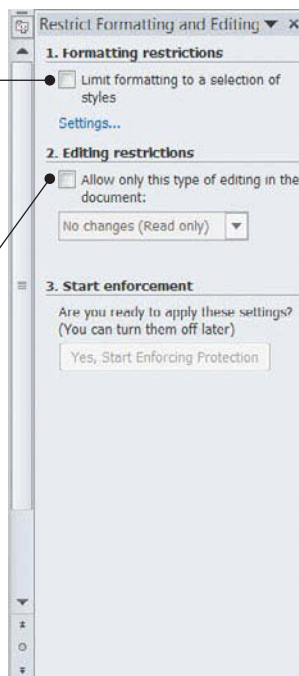 Restrict Formatting and Editing
1. Formatting restrictions
Limit formatting to a selection of
styles
Settings...
2. Editing restrictions
Allow only this type of editing in the
document:
No changes (Read only)
3. Start enforcement
Are you ready to apply these settings?
(You can turn them off later)
Yes, Start Enforcing Protection